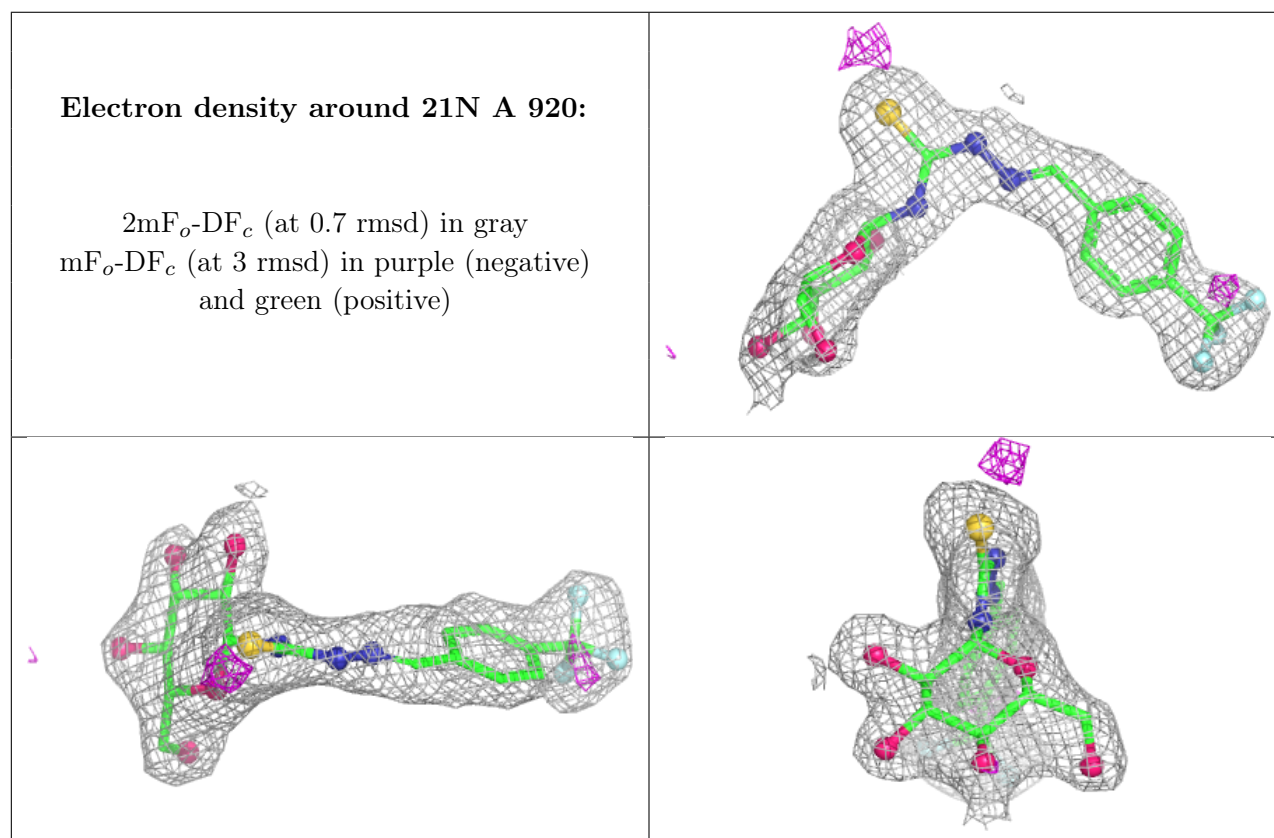 Electron density around 21N A 920:
2mFo-DFc (at 0.7 rmsd) in gray
mFo-DFc (at 3 rmsd) in purple (negative)
and green (positive)